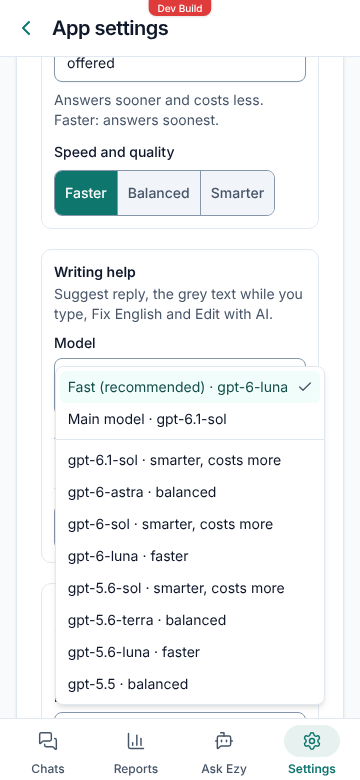 Dev Build
App settings
offered
Answers sooner and costs less.
Faster: answers soonest.
Speed and quality
Faster
Balanced
Smarter
Writing help
Suggest reply, the grey text while you
type, Fix English and Edit with AI.
Model
Fast (recommended) · gpt-6-luna
Main model · gpt-6.1-sol
gpt-6.1-sol · smarter, costs more
gpt-6-astra · balanced
gpt-6-sol · smarter, costs more
gpt-6-luna · faster
gpt-5.6-sol · smarter, costs more
gpt-5.6-terra · balanced
gpt-5.6-luna · faster
gpt-5.5 · balanced
Chats
Reports
Ask Ezy
Settings